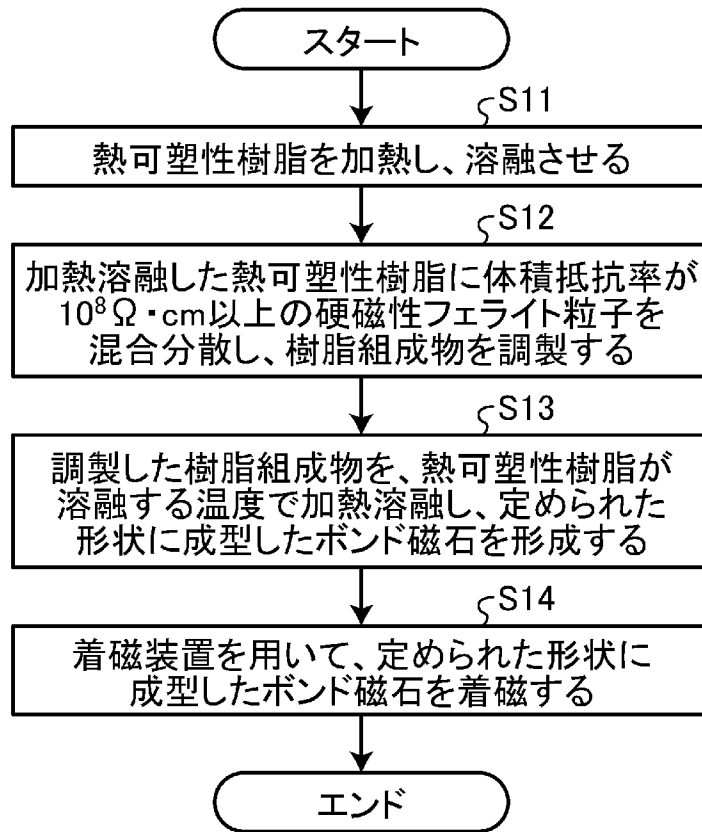 スタート
S11
熱可塑性樹脂を加熱し、溶融させる
S12
加熱溶融した熱可塑性樹脂に体積抵抗率が
10⁸Ω・cm以上の硬磁性フェライト粒子を
混合分散し、樹脂組成物を調製する
S13
調製した樹脂組成物を、熱可塑性樹脂が
溶融する温度で加熱溶融し、定められた
形状に成型したボンド磁石を形成する
S14
着磁装置を用いて、定められた形状に
成型したボンド磁石を着磁する
エンド